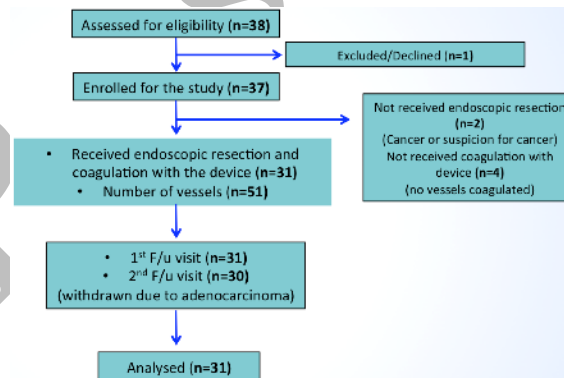 Assessed for eligibility (n=38)
Excluded/Declined (n=1)
Enrolled for the study (n=37)
Not received endoscopic resection
(n=2)
(Cancer or suspicion for cancer)
Not received coagulation with
device (n=4)
(no vessels coagulated)
• Received endoscopic resection and
coagulation with the device (n=31)
• Number of vessels (n=51)
• 1st F/u visit (n=31)
• 2nd F/u visit (n=30)
(withdrawn due to adenocarcinoma)
Analysed (n=31)